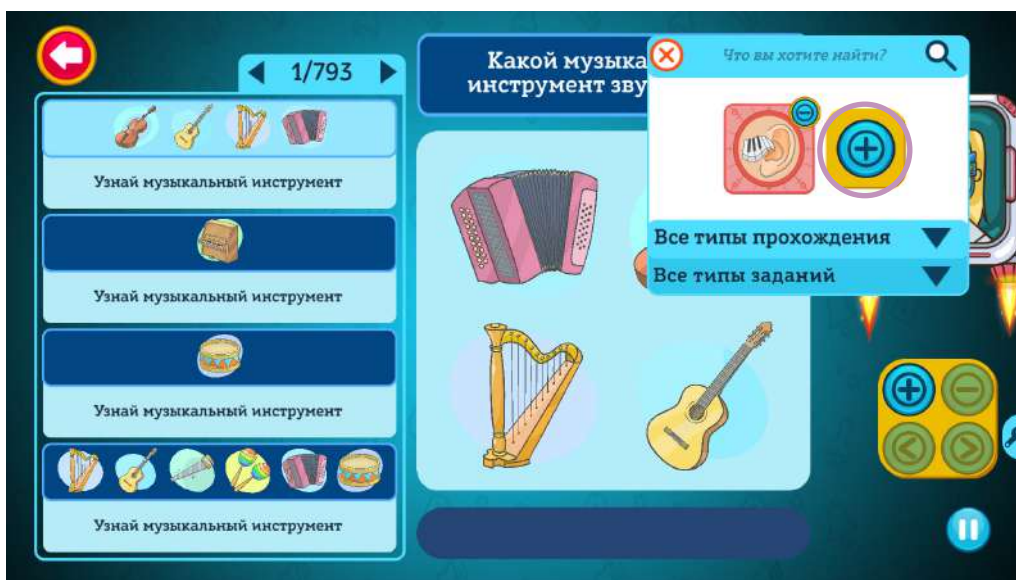 1/793
Узнай музыкальный инструмент
Узнай музыкальный инструмент
Узнай музыкальный инструмент
Узнай музыкальный инструмент
Какой музыка
инструмент зву
Что вы хотите найти?
Все типы прохождения
Все типы заданий